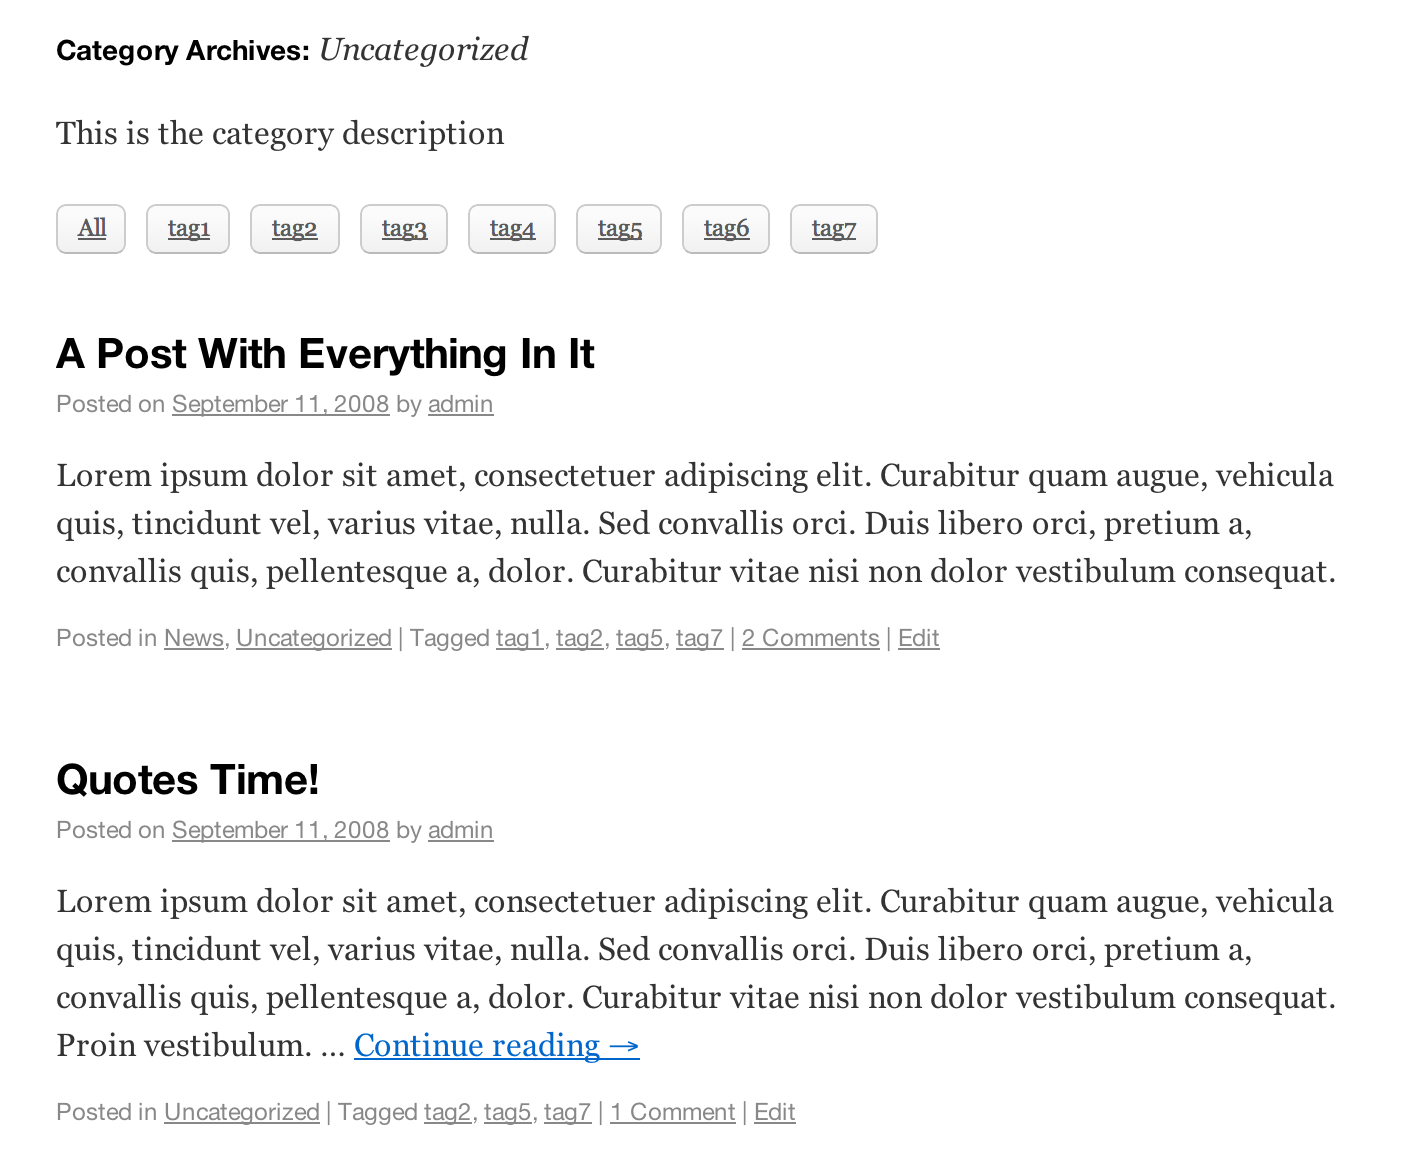 Category Archives: Uncategorized
This is the category description
All tag1 tag2 tag3 tag4 tag5 tag6 tag7
A Post With Everything In It
Posted on September 11, 2008 by admin
Lorem ipsum dolor sit amet, consectetuer adipiscing elit. Curabitur quam augue, vehicula
quis, tincidunt vel, varius vitae, nulla. Sed convallis orci. Duis libero orci, pretium a,
convallis quis, pellentesque a, dolor. Curabitur vitae nisi non dolor vestibulum consequat.
Posted in News, Uncategorized | Tagged tag1, tag2, tag5, tag7 | 2 Comments | Edit
Quotes Time!
Posted on September 11, 2008 by admin
Lorem ipsum dolor sit amet, consectetuer adipiscing elit. Curabitur quam augue, vehicula
quis, tincidunt vel, varius vitae, nulla. Sed convallis orci. Duis libero orci, pretium a,
convallis quis, pellentesque a, dolor. Curabitur vitae nisi non dolor vestibulum consequat.
Proin vestibulum. … Continue reading →
Posted in Uncategorized | Tagged tag2, tag5, tag7 | 1 Comment | Edit